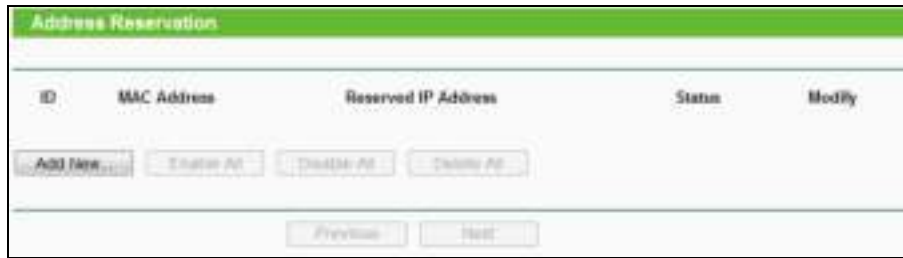 Address Reservation
ID MAC Address Reserved IP Address Status Modify
Add New... Enable All Disable All Delete All
Previous Next